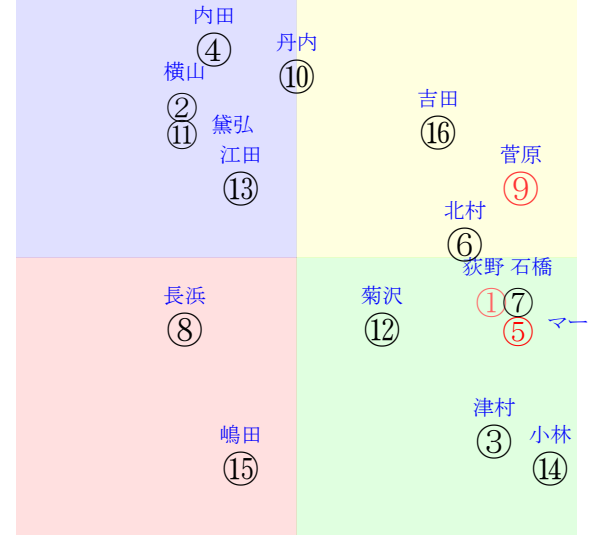 内田
④
丹内
⑩
横山
②
⑪
黛弘
吉田
⑯
江田
⑬
菅原
⑨
北村
⑥
荻野 石橋
①⑦
⑤
マー
長浜
⑧
菊沢
⑫
津村
③
小林
⑭
嶋田
⑮